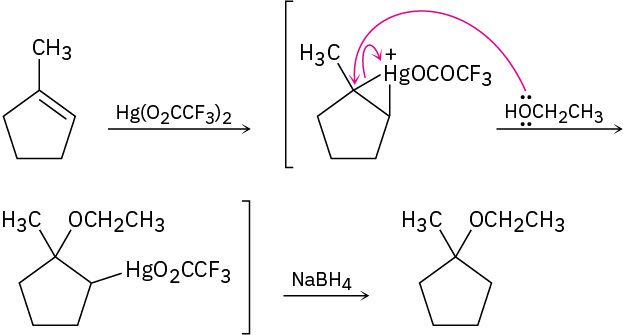 CH₃
Hg(O₂CCF₃)₂
H₃C
+
HgOCOCF₃
HOCH₂CH₃
H₃C OCH₂CH₃
HgO₂CCF₃
NaBH₄
H₃C OCH₂CH₃